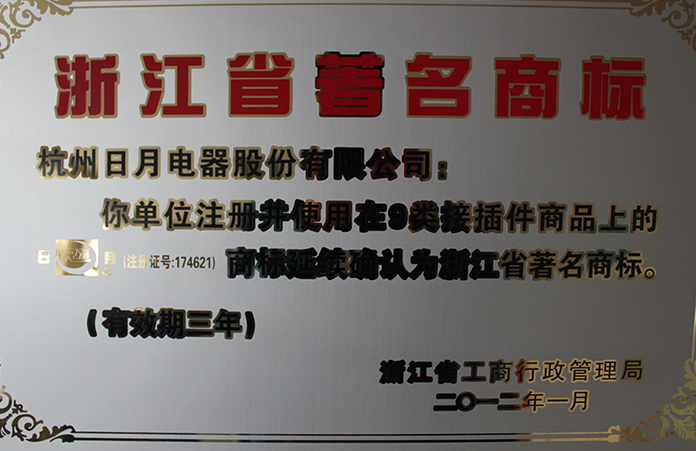 浙江省著名商标
杭州日月电器股份有限公司：
你单位注册并使用在9类接插件商品上的
日 月 (注册证号:174621) 商标延续确认为浙江省著名商标。
(有效期三年)
浙江省工商行政管理局
二〇一二年一月